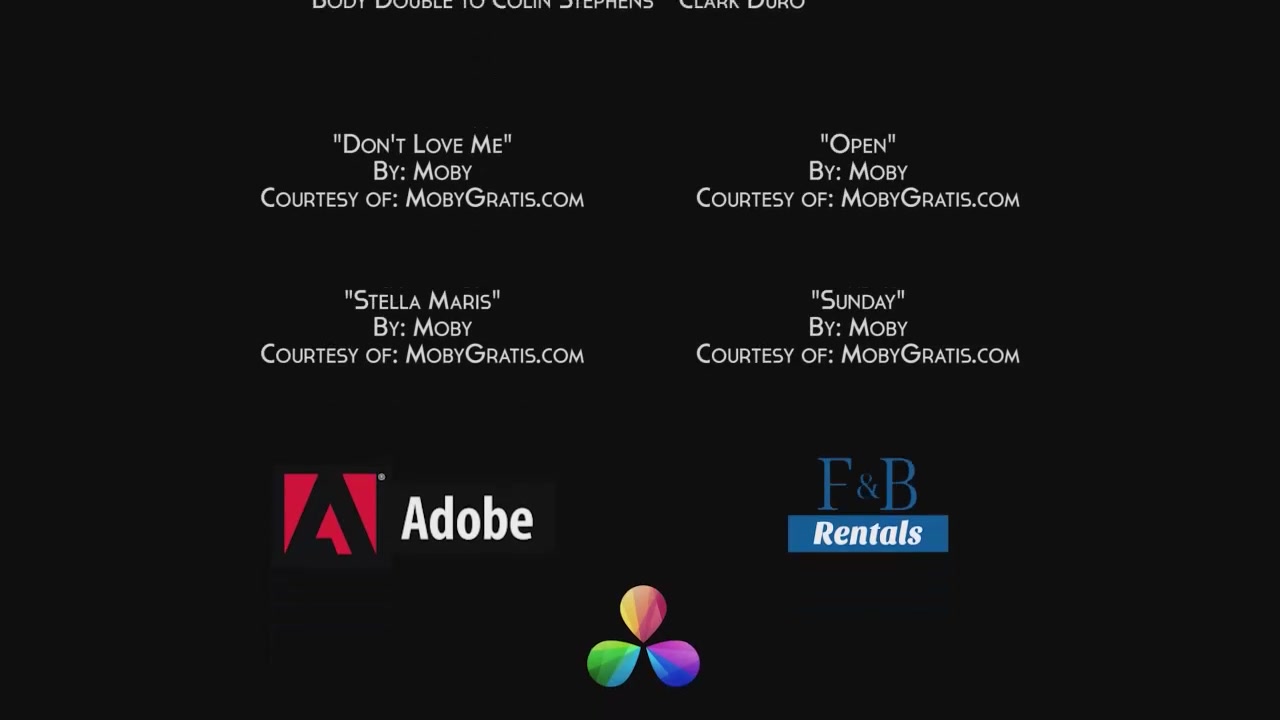 Body Double to Colin Stephens Clark Duro
"Don't Love Me"
By: Moby
Courtesy of: MobyGratis.com
"Open"
By: Moby
Courtesy of: MobyGratis.com
"Stella Maris"
By: Moby
Courtesy of: MobyGratis.com
"Sunday"
By: Moby
Courtesy of: MobyGratis.com
Adobe
F&B
Rentals